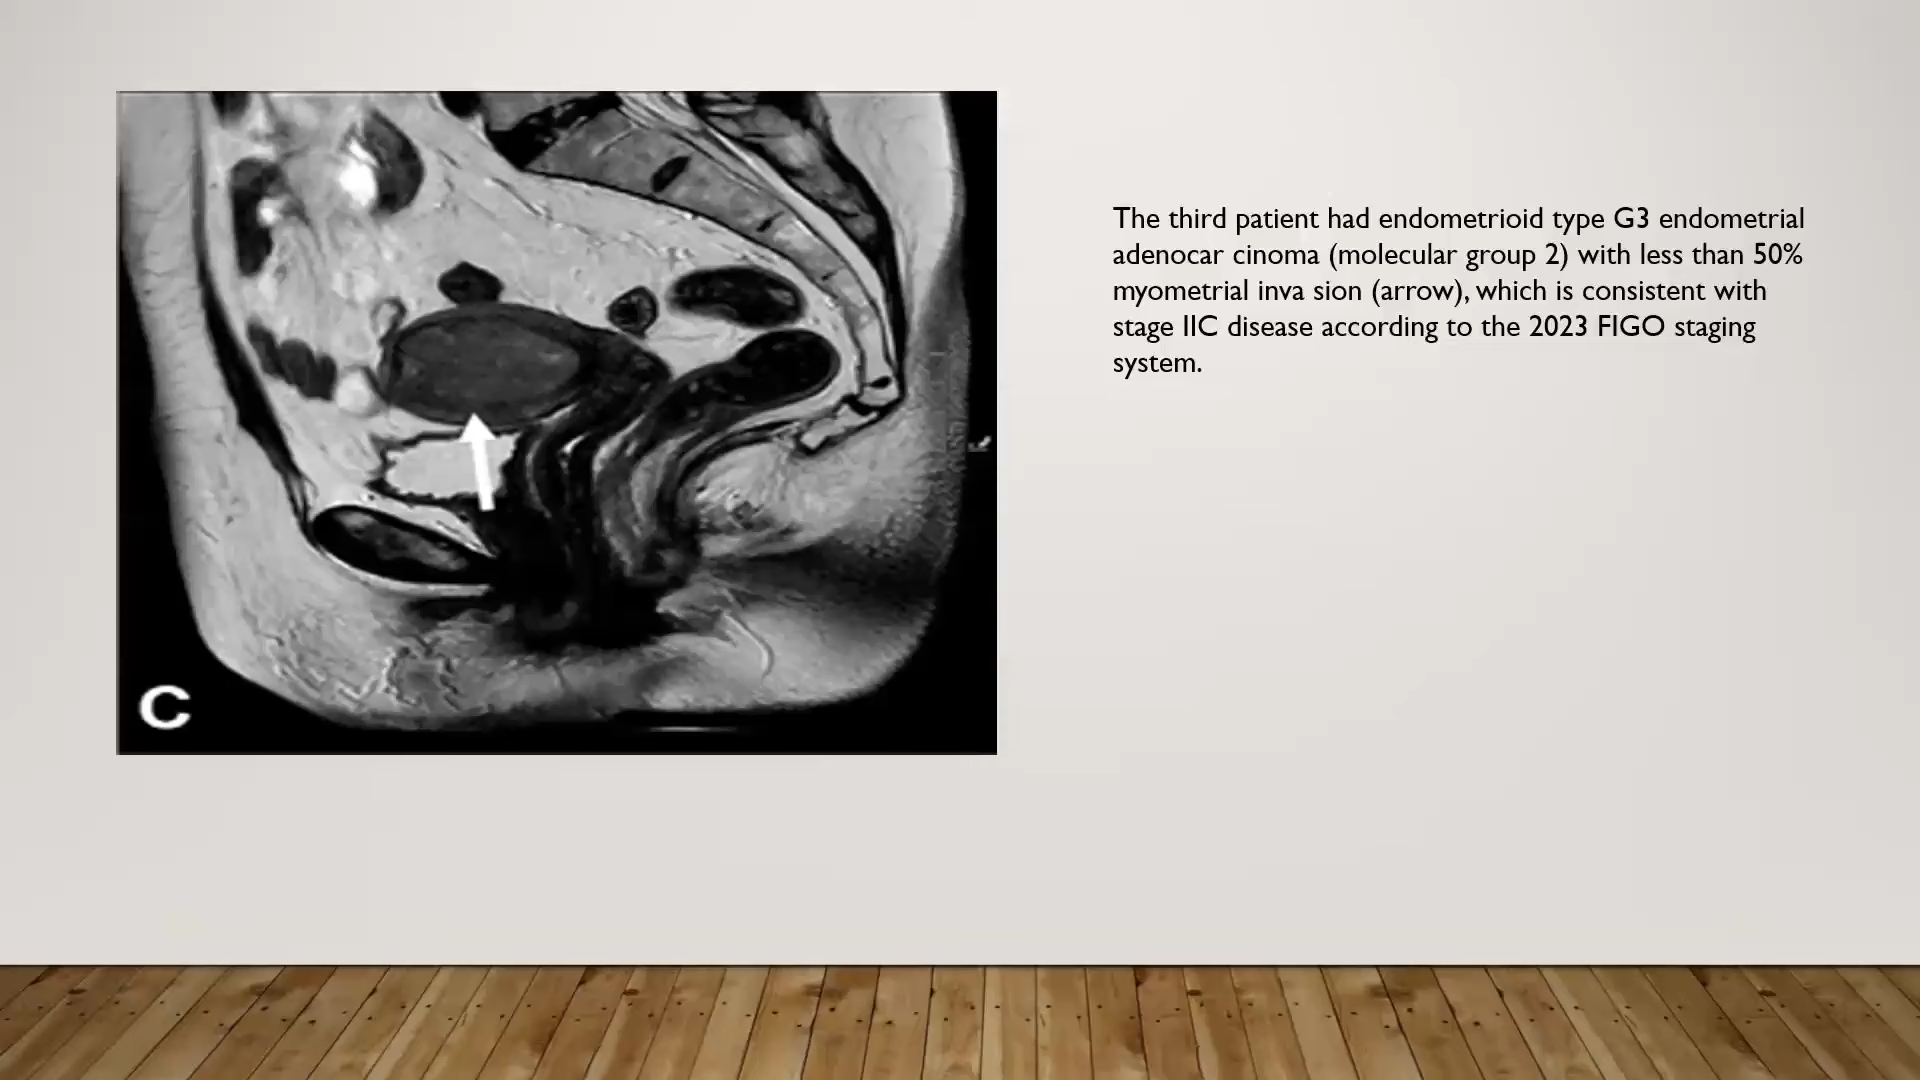 The third patient had endometrioid type G3 endometrial
adenocar cinoma (molecular group 2) with less than 50%
myometrial inva sion (arrow), which is consistent with
stage IIC disease according to the 2023 FIGO staging
system.
C